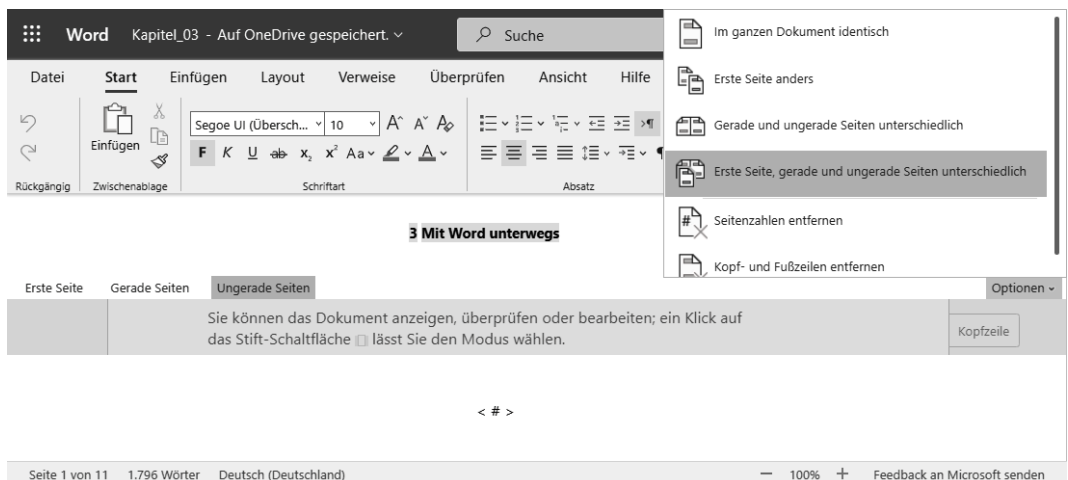 Word Kapitel_03 - Auf OneDrive gespeichert. Suche
Datei Start Einfügen Layout Verweise Überprüfen Ansicht Hilfe
Einfügen
Segoe UI (Übersch... 10 A^ A˅ A
F K U ab x₂ x² Aa A A
Rückgängig Zwischenablage Schriftart Absatz
Im ganzen Dokument identisch
Erste Seite anders
Gerade und ungerade Seiten unterschiedlich
Erste Seite, gerade und ungerade Seiten unterschiedlich
Seitenzahlen entfernen
Kopf- und Fußzeilen entfernen
3 Mit Word unterwegs
Erste Seite Gerade Seiten Ungerade Seiten Optionen
Sie können das Dokument anzeigen, überprüfen oder bearbeiten; ein Klick auf
das Stift-Schaltfläche lässt Sie den Modus wählen.
Kopfzeile
< # >
Seite 1 von 11 1.796 Wörter Deutsch (Deutschland) — 100% + Feedback an Microsoft senden